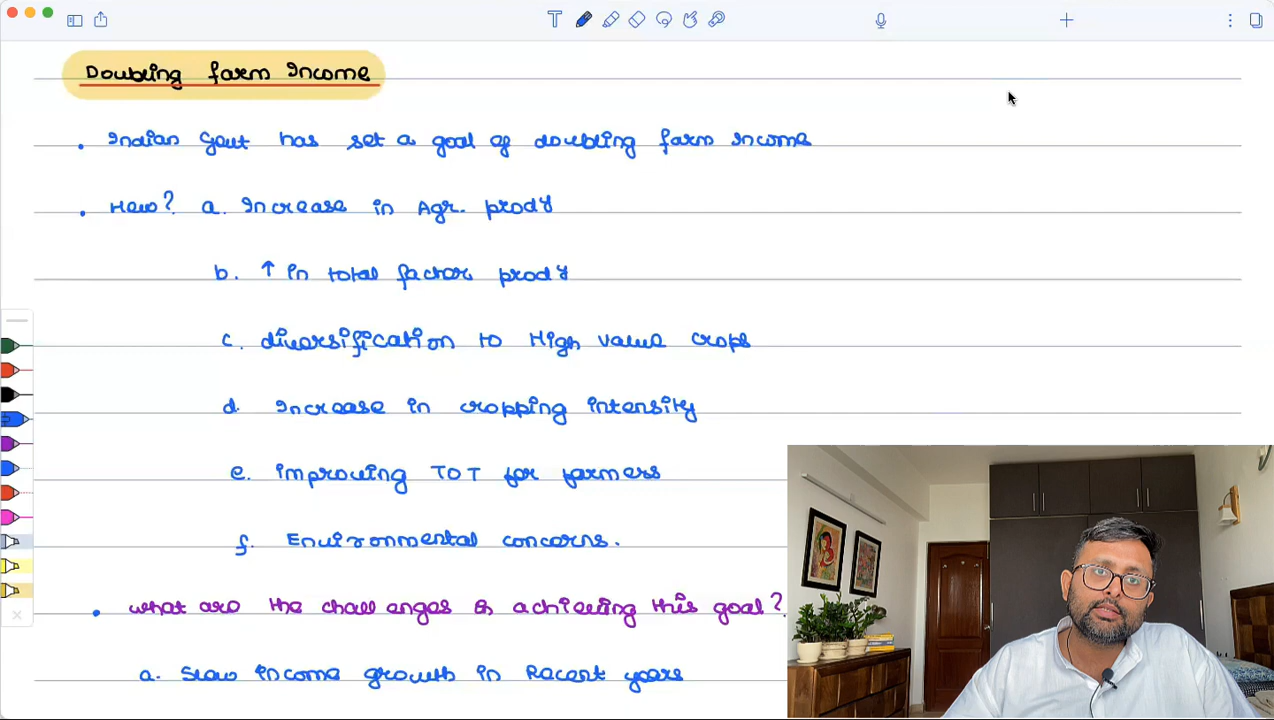 Doubling farm Income
• Indian Govt has set a goal of doubling farm income
• How? a. Increase in Agr. prody
b. ↑ in total factor prody
c. diversification to High value crops
d. Increase in cropping intensity
e. improving TOT for farmers
f. Environmental concerns.
• what are the challenges in achieving this goal?
a. Slow income growth in Recent years